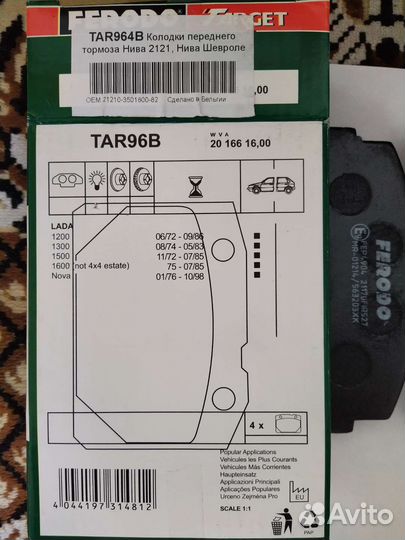 FERODO TARGET
TAR964B Колодки переднего
тормоза Нива 2121, Нива Шевроле
OEM 21210-3501800-82 Сделано в Бельгии
,00
TAR96B
W V A
20 166 16,00
LADA
1200 06/72 - 09/86
1300 08/74 - 05/83
1500 11/72 - 07/85
1600 (not 4x4 estate) 75 - 07/85
Nova 01/76 - 10/98
4 x
Popular Applications
Vehicules les Plus Courants
Vehículos Más Corrientes
Haupteinsatz
Applicazioni Principali
Aplicações Populares
Urceno Zejména Pro
SCALE 1:1
EU
PAP
4 044197 314812
FERODO
Avito